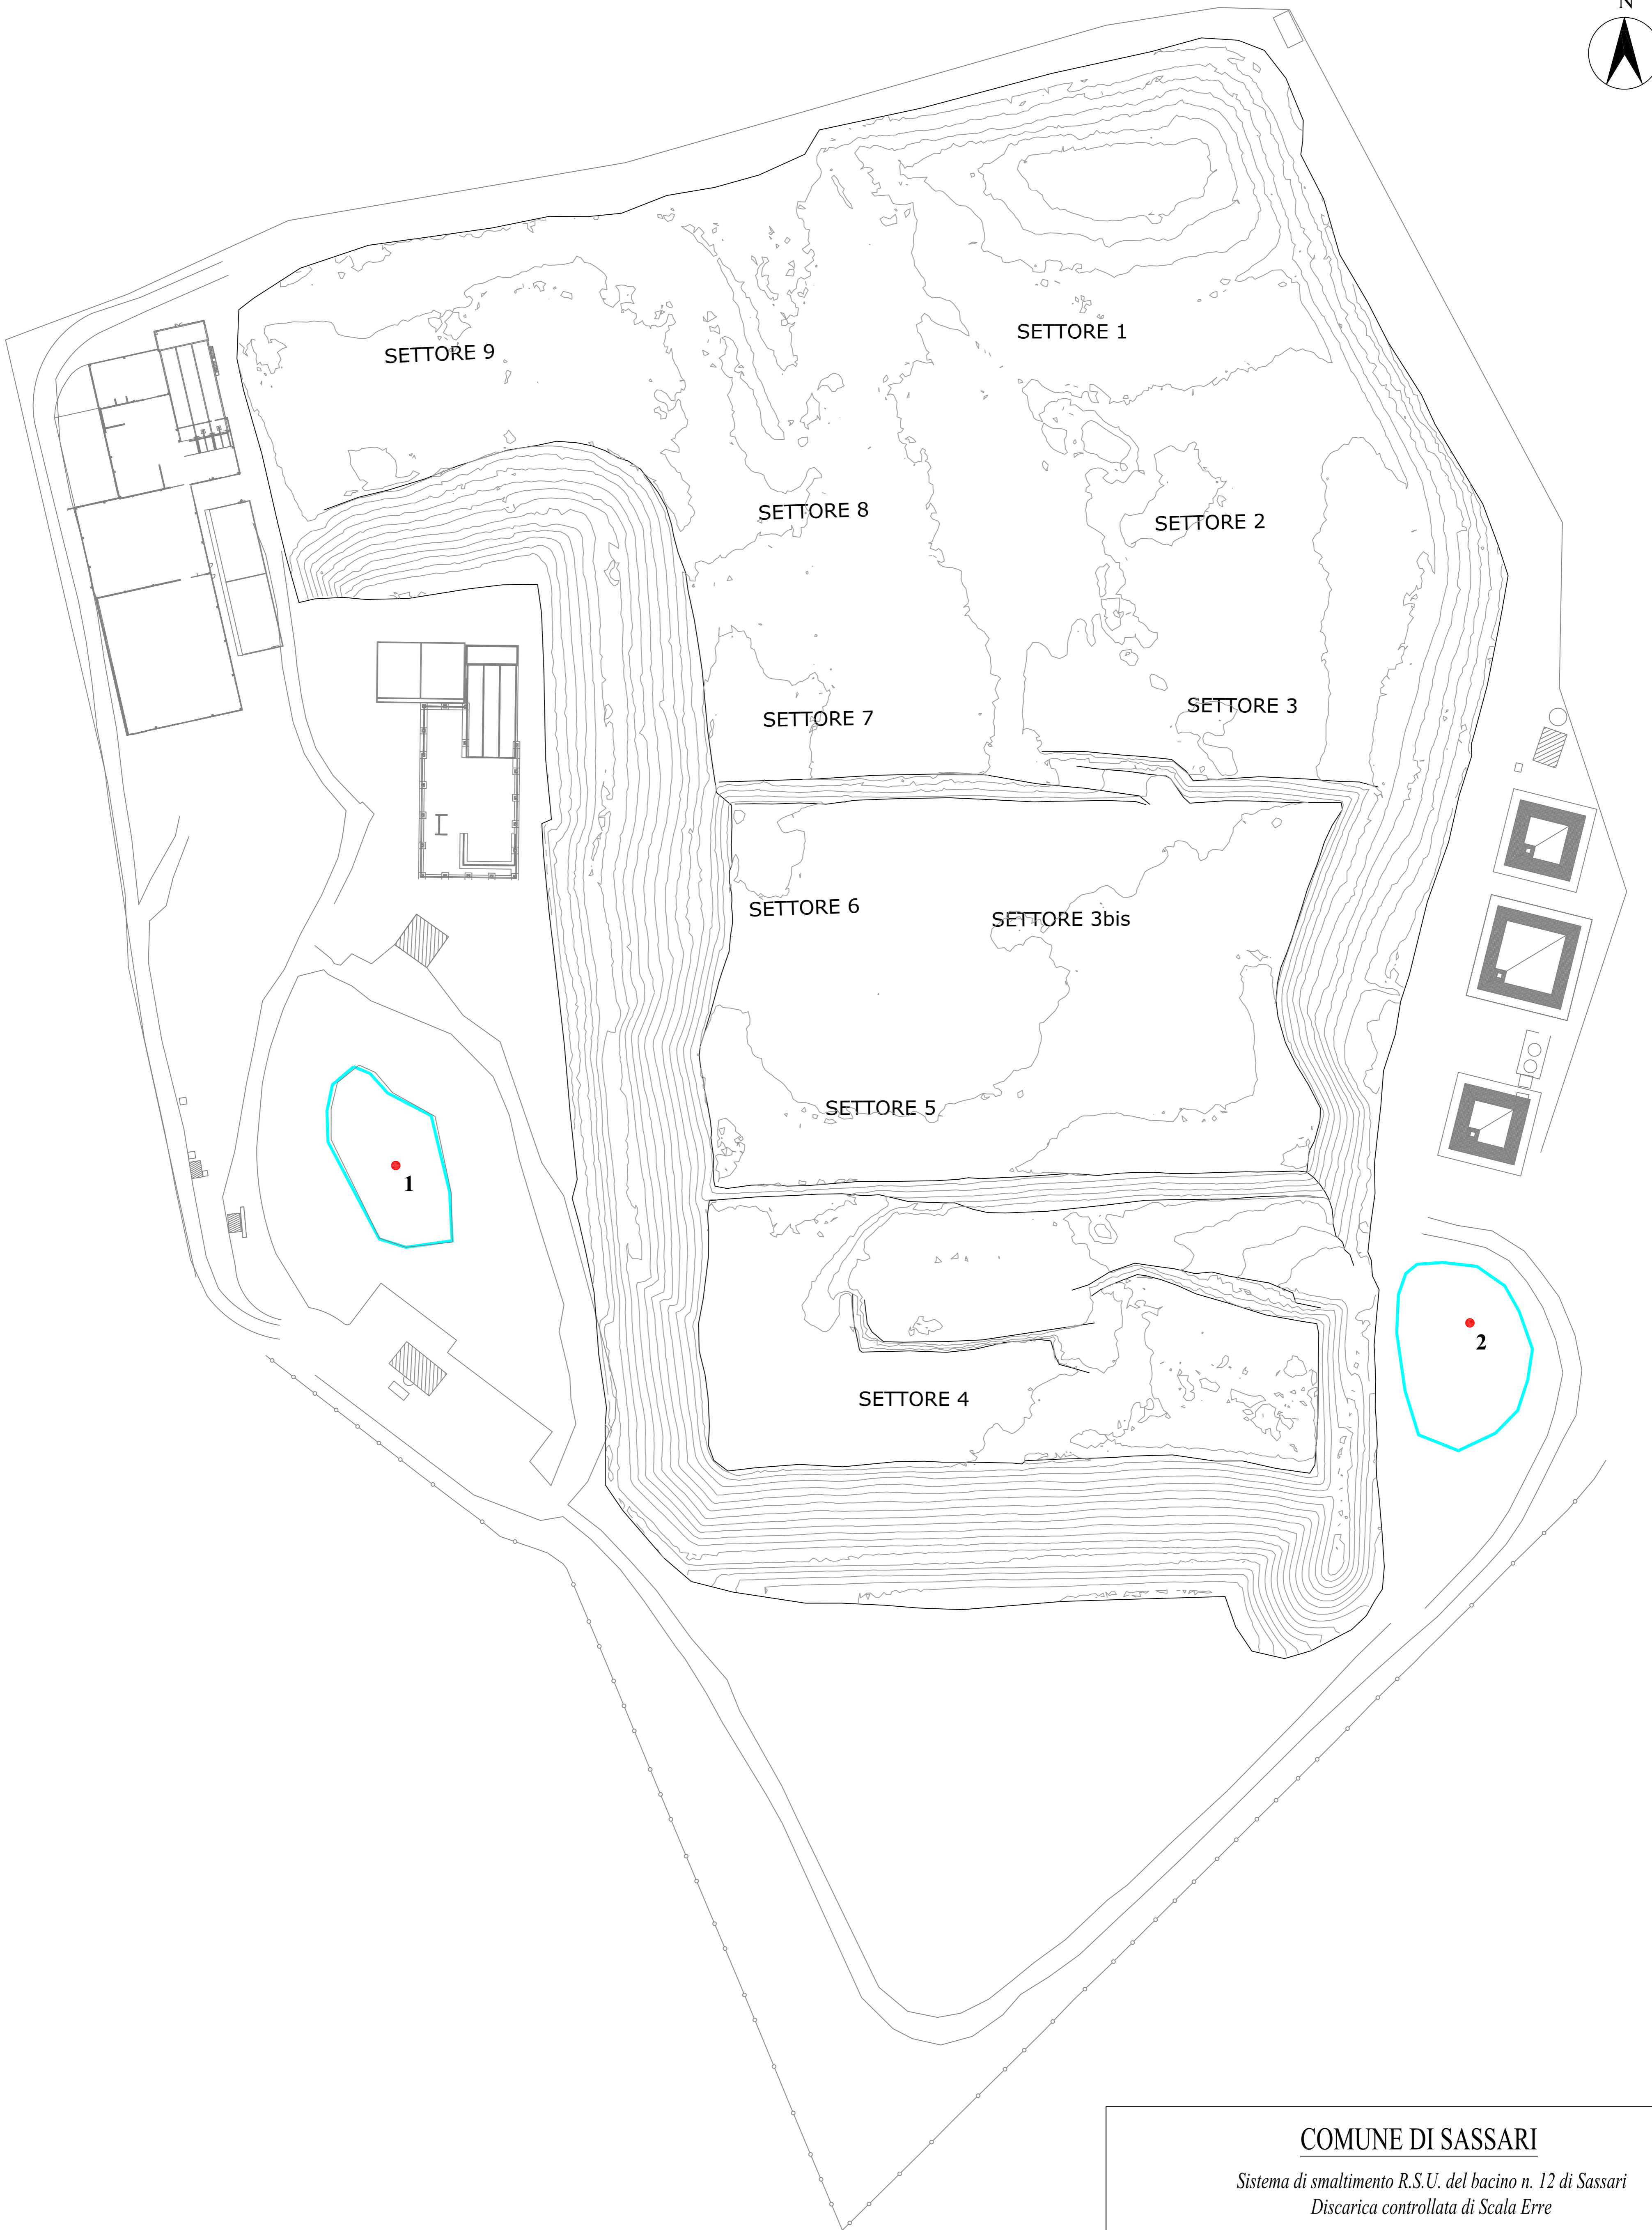 N
SETTORE 1
SETTORE 9
SETTORE 8
SETTORE 2
SETTORE 3
SETTORE 7
SETTORE 6
SETTORE 3bis
SETTORE 5
1
2
SETTORE 4
COMUNE DI SASSARI
Sistema di smaltimento R.S.U. del bacino n. 12 di Sassari
Discarica controllata di Scala Erre